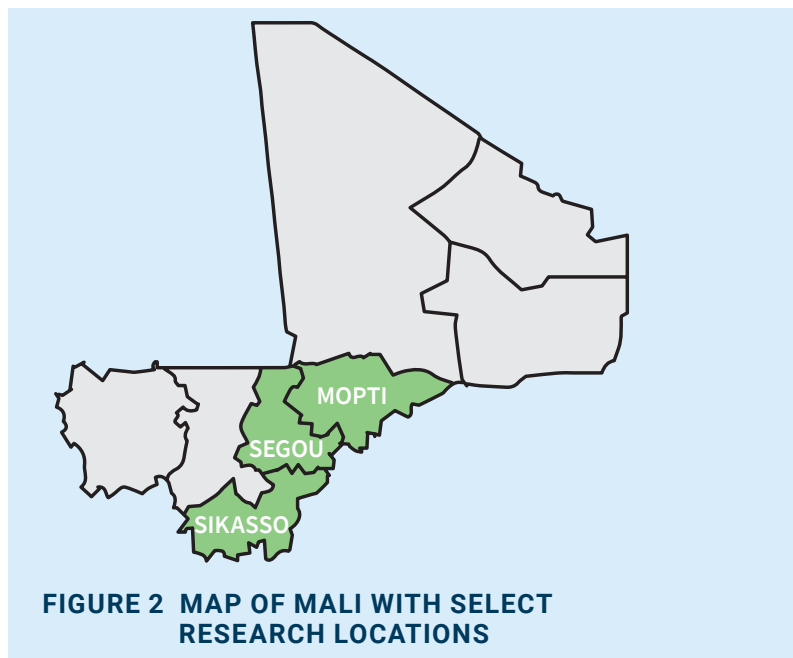 MOPTI
SEGOU
SIKASSO
FIGURE 2 MAP OF MALI WITH SELECT
RESEARCH LOCATIONS